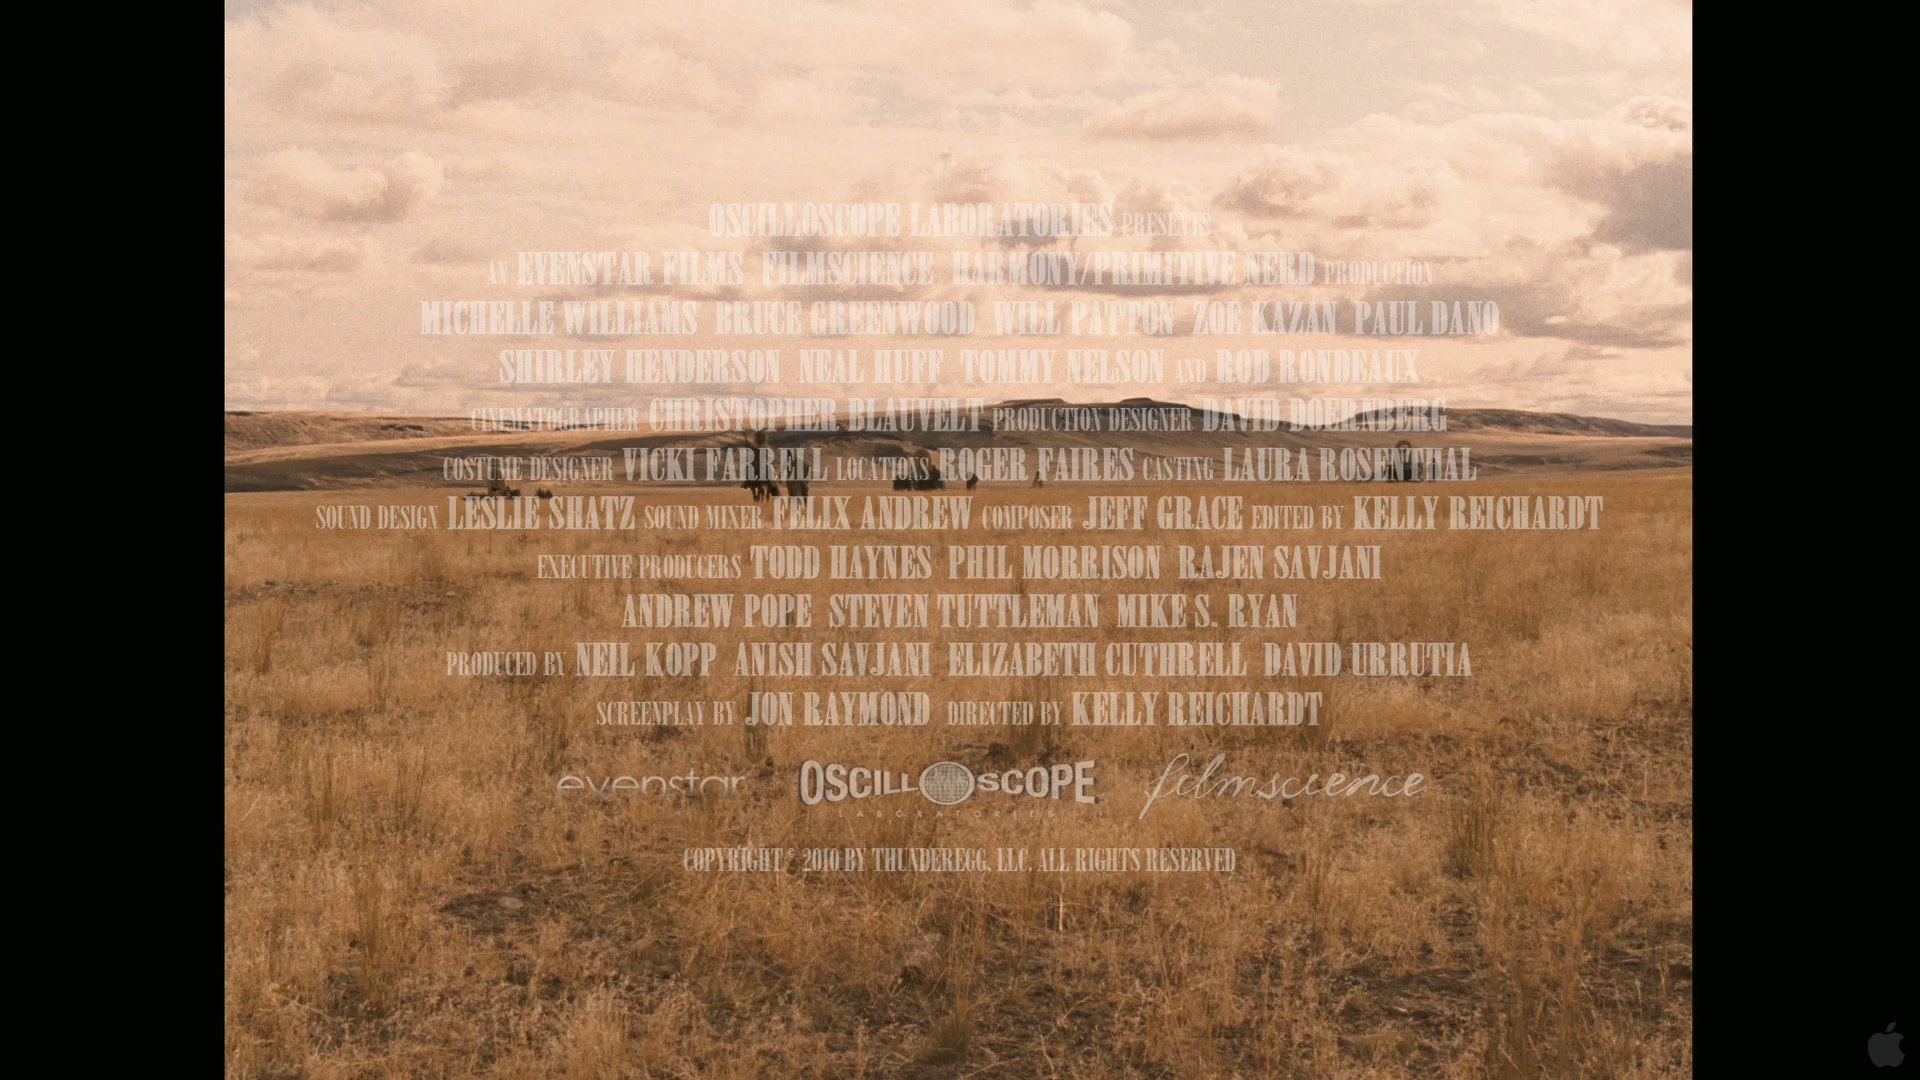 OSCILLOSCOPE LABORATORIES PRESENTS
AN EVENSTAR FILMS FILMSCIENCE HARMONY/PRIMITIVE NERD PRODUCTION
MICHELLE WILLIAMS BRUCE GREENWOOD WILL PATTON ZOE KAZAN PAUL DANO
SHIRLEY HENDERSON NEAL HUFF TOMMY NELSON AND ROD RONDEAUX
CINEMATOGRAPHER CHRISTOPHER BLAUVELT PRODUCTION DESIGNER DAVID DOERNBERG
COSTUME DESIGNER VICKI FARRELL LOCATIONS ROGER FAIRES CASTING LAURA ROSENTHAL
SOUND DESIGN LESLIE SHATZ SOUND MIXER FELIX ANDREW COMPOSER JEFF GRACE EDITED BY KELLY REICHARDT
EXECUTIVE PRODUCERS TODD HAYNES PHIL MORRISON RAJEN SAVJANI
ANDREW POPE STEVEN TUTTLEMAN MIKE S. RYAN
PRODUCED BY NEIL KOPP ANISH SAVJANI ELIZABETH CUTHRELL DAVID URRUTIA
SCREENPLAY BY JON RAYMOND DIRECTED BY KELLY REICHARDT
evenstar OSCILLOSCOPE filmscience
LABORATORIES
COPYRIGHT © 2010 BY THUNDEREGG, LLC. ALL RIGHTS RESERVED